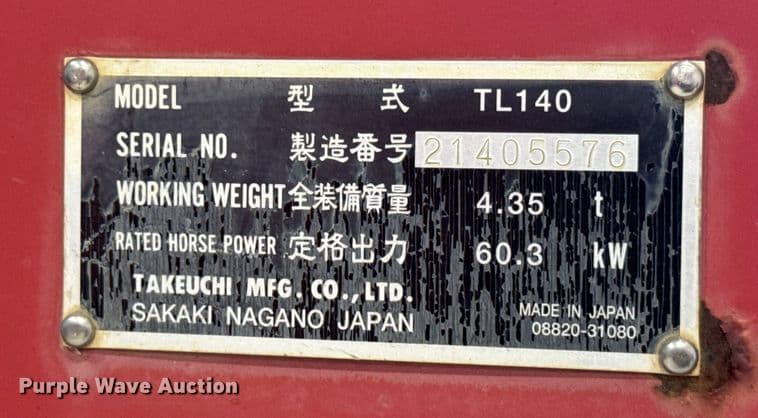 MODEL 型式 TL140
SERIAL NO. 製造番号 21405576
WORKING WEIGHT 全装備質量 4.35 t
RATED HORSE POWER 定格出力 60.3 kW
TAKEUCHI MFG. CO.,LTD.
SAKAKI NAGANO JAPAN
MADE IN JAPAN
08820-31080
Purple Wave Auction